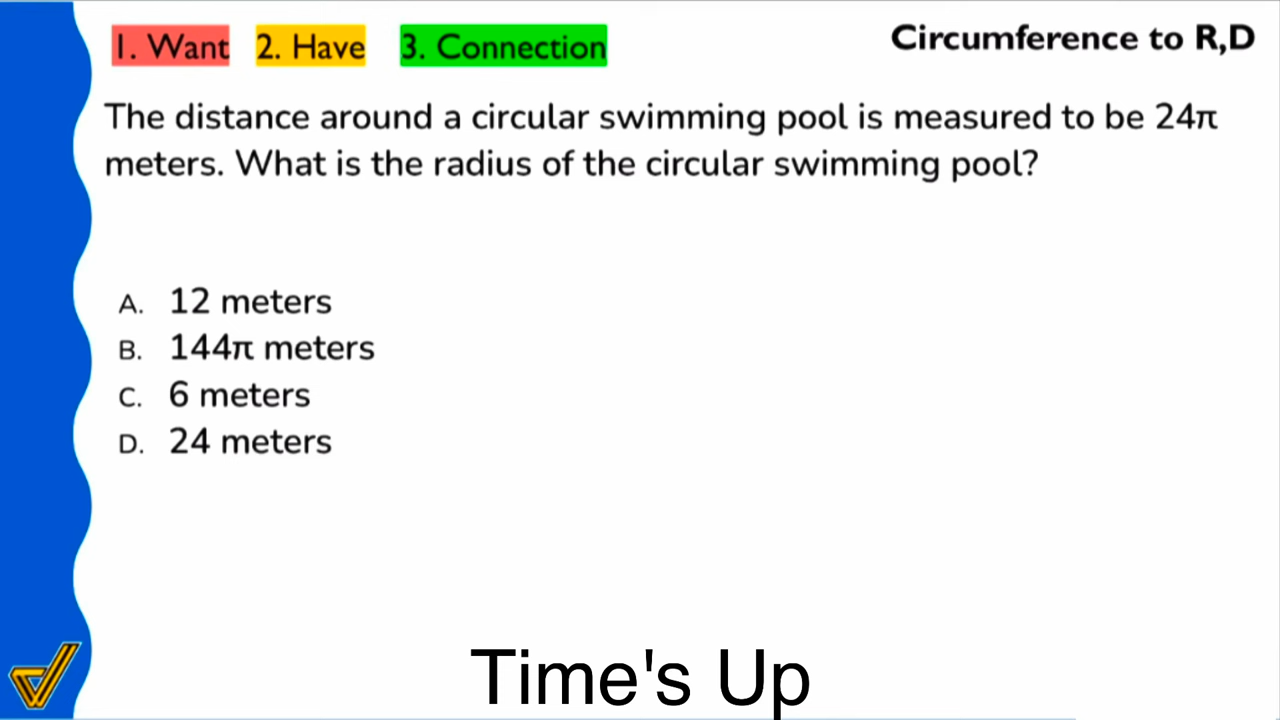 1. Want 2. Have 3. Connection Circumference to R,D
The distance around a circular swimming pool is measured to be 24π
meters. What is the radius of the circular swimming pool?
A. 12 meters
B. 144π meters
C. 6 meters
D. 24 meters
Time's Up